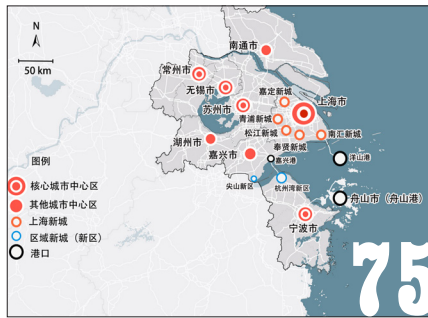 N
50 km
南通市
常州市
无锡市
嘉定新城
上海市
苏州市
青浦新城
松江新城
南汇新城
奉贤新城
湖州市
嘉兴市
嘉兴港
洋山港
尖山新区
杭州湾新区
舟山市（舟山港）
宁波市
图例
核心城市中心区
其他城市中心区
上海新城
区域新城（新区）
港口
75